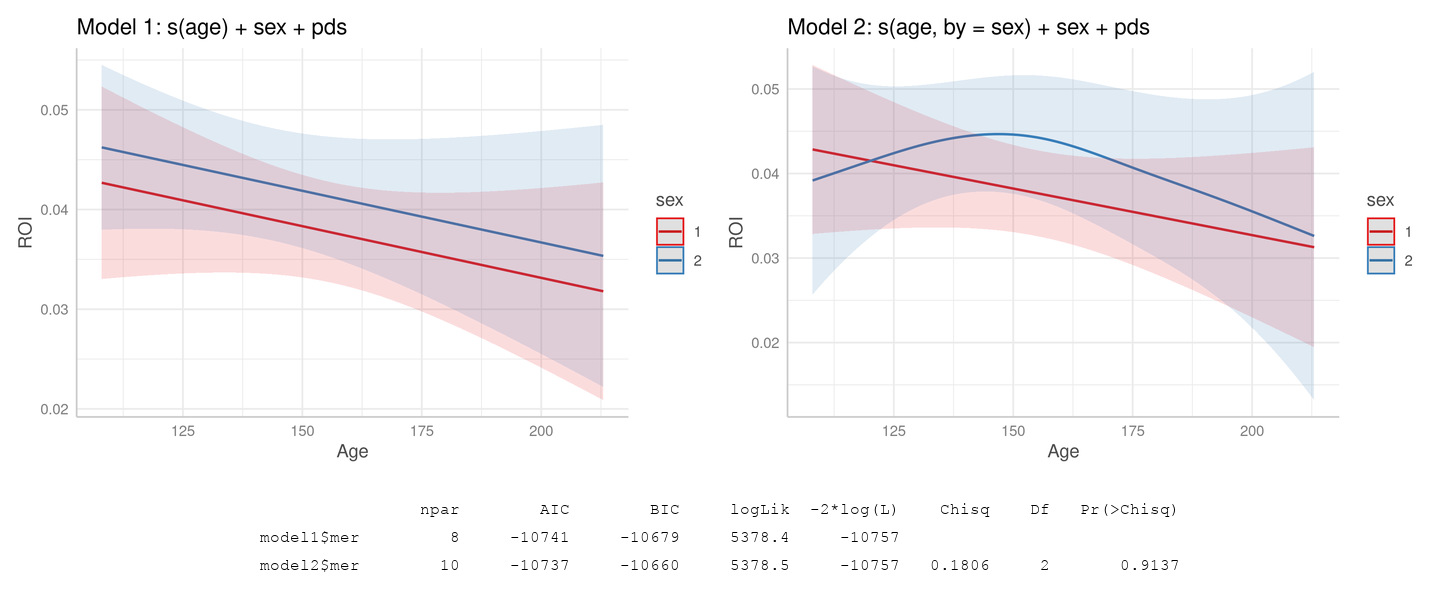 Model 1: s(age) + sex + pds
0.05
0.04
0.03
0.02
ROI
125 150 175 200
Age
sex
1
2
Model 2: s(age, by = sex) + sex + pds
0.05
0.04
0.03
0.02
ROI
125 150 175 200
Age
sex
1
2
npar AIC BIC logLik -2*log(L) Chisq Df Pr(>Chisq)
model1$mer 8 -10741 -10679 5378.4 -10757
model2$mer 10 -10737 -10660 5378.5 -10757 0.1806 2 0.9137